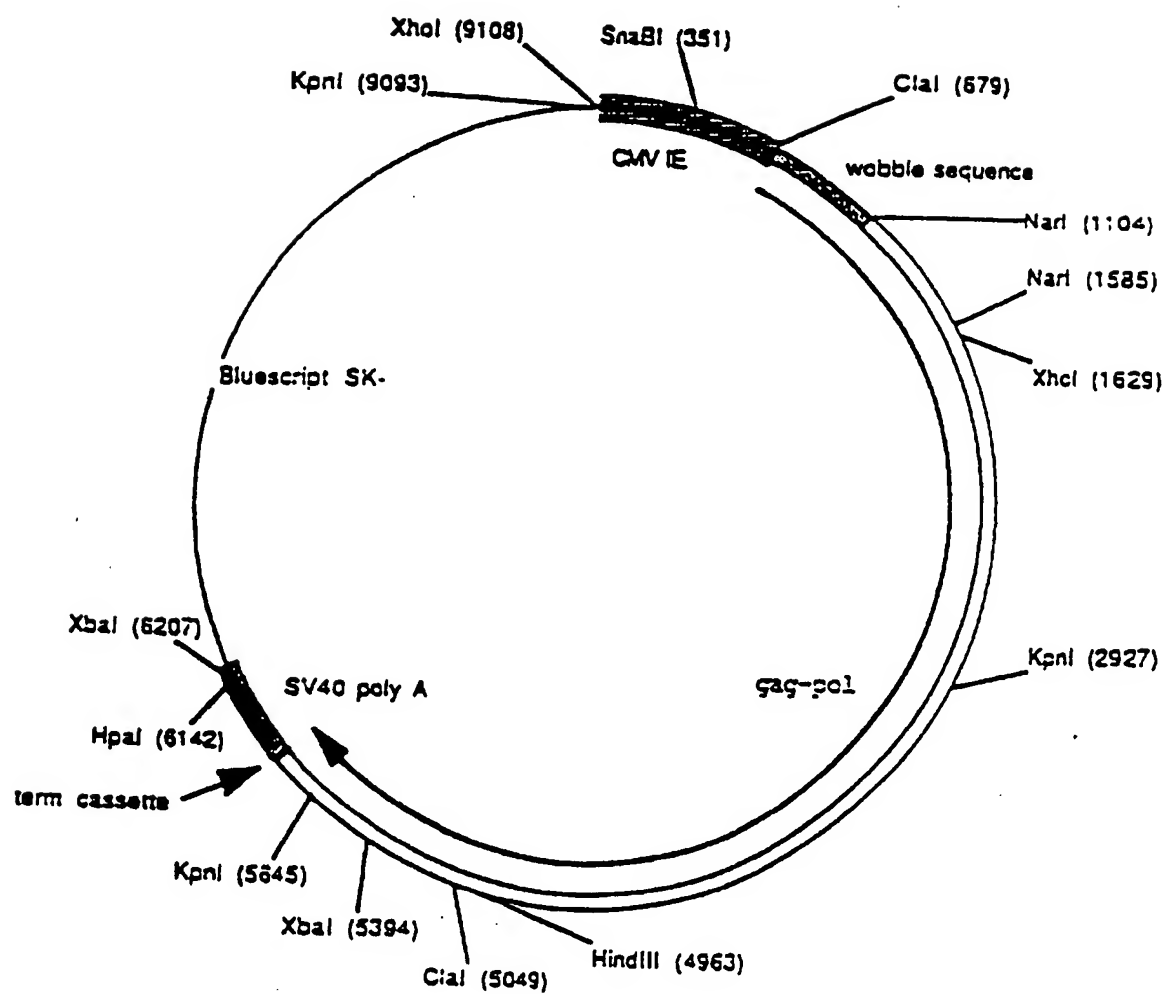 XhoI (9108)
SnaBI (351)
KpnI (9093)
ClaI (679)
CMV IE
wobble sequence
NarI (1104)
NarI (1585)
XhoI (1629)
Bluescript SK-
XbaI (6207)
KpnI (2927)
SV40 poly A
gag-pol
HpaI (6142)
term cassette
KpnI (5645)
XbaI (5394)
HindIII (4963)
ClaI (5049)